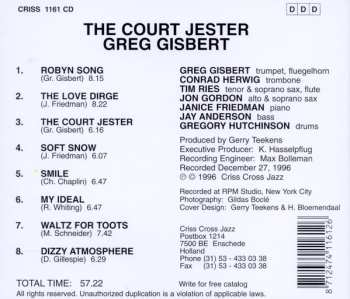 CRISS 1161 CD
D D D
THE COURT JESTER
GREG GISBERT
1. ROBYN SONG
(Gr. Gisbert) 8.15
2. THE LOVE DIRGE
(J. Friedman) 8.22
3. THE COURT JESTER
(Gr. Gisbert) 6.16
4. SOFT SNOW
(J. Friedman) 6.07
5. SMILE
(Ch. Chaplin) 6.47
6. MY IDEAL
(R. Whiting) 6.47
7. WALTZ FOR TOOTS
(M. Schneider) 7.42
8. DIZZY ATMOSPHERE
(D. Gillespie) 6.29
TOTAL TIME: 57.22
GREG GISBERT trumpet, fluegelhorn
CONRAD HERWIG trombone
TIM RIES tenor & soprano sax, flute
JON GORDON alto & soprano sax
JANICE FRIEDMAN piano
JAY ANDERSON bass
GREGORY HUTCHINSON drums
Produced by Gerry Teekens
Executive Producer: K. Hasselpflug
Recording Engineer: Max Bolleman
Recorded December 27, 1996
Ⓟ © 1996 Criss Cross Jazz
Recorded at RPM Studio, New York City
Photography: Gildas Boclé
Cover Design: Gerry Teekens & H. Bloemendaal
Criss Cross Jazz
Postbox 1214
7500 BE Enschede
Holland
Phone (31) 53 - 433 03 38
Fax (31) 53 - 433 03 38
Write for free catalog
All rights reserved. Unauthorized duplication is a violation of applicable laws.
8 712474 116126